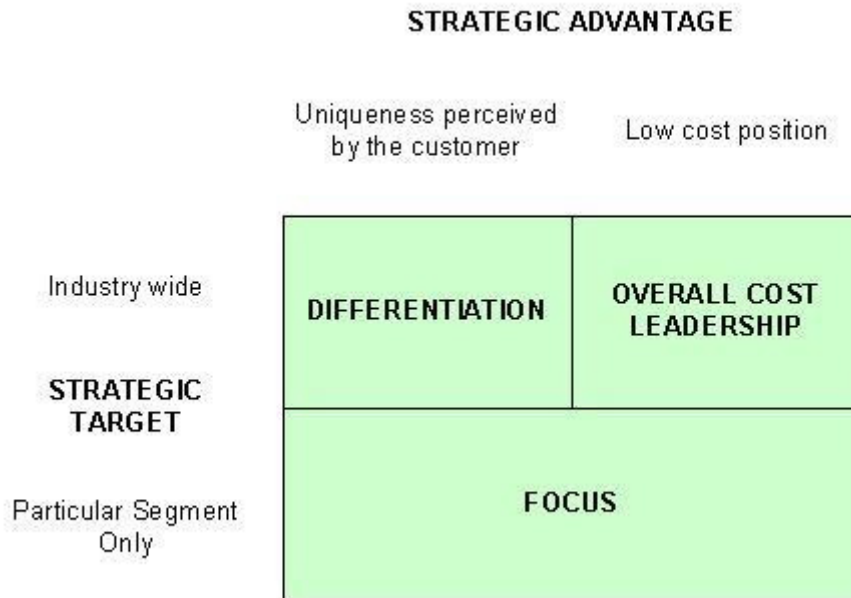 STRATEGIC ADVANTAGE
Uniqueness perceived
by the customer
Low cost position
Industry wide
DIFFERENTIATION
OVERALL COST
LEADERSHIP
STRATEGIC
TARGET
Particular Segment
Only
FOCUS